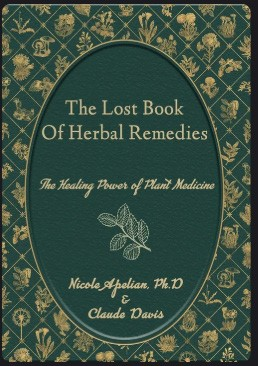 The Lost Book
Of Herbal Remedies
The Healing Power of Plant Medicine
Nicole Apelian, Ph.D
&
Claude Davis